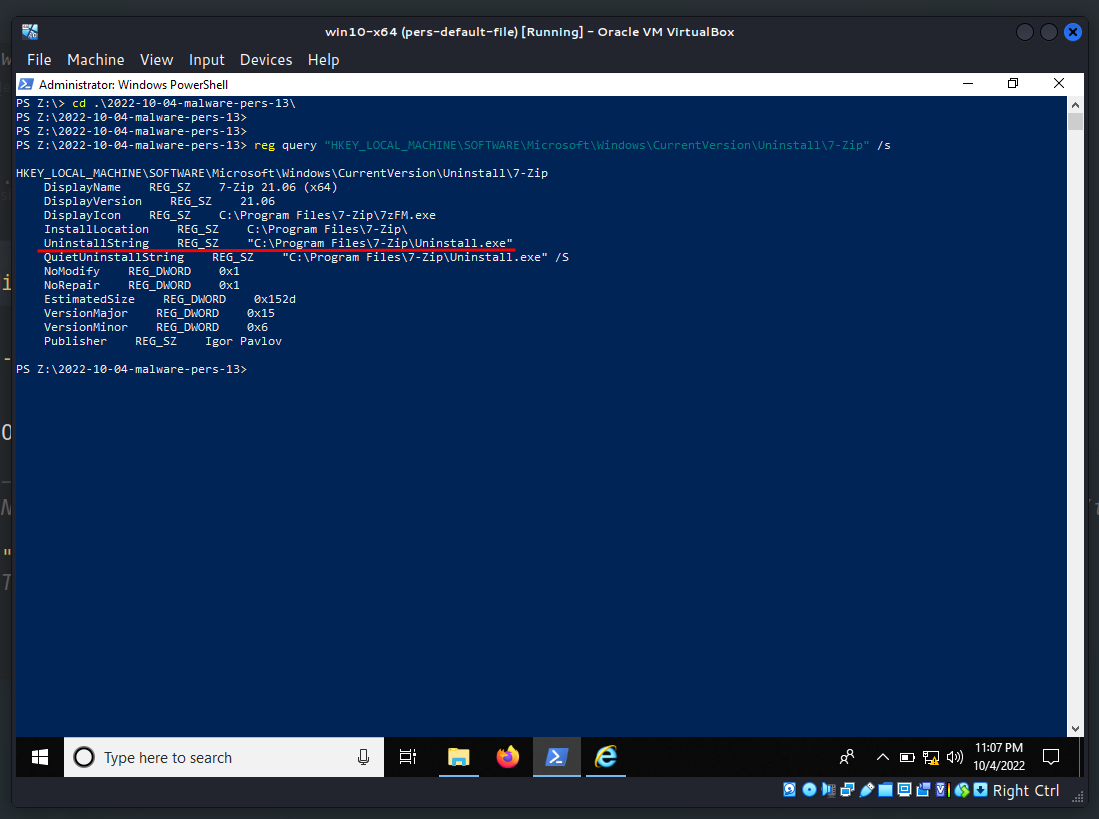 win10-x64 (pers-default-file) [Running] - Oracle VM VirtualBox
File Machine View Input Devices Help
Administrator: Windows PowerShell
PS Z:\> cd .\2022-10-04-malware-pers-13\
PS Z:\2022-10-04-malware-pers-13>
PS Z:\2022-10-04-malware-pers-13>
PS Z:\2022-10-04-malware-pers-13> reg query "HKEY_LOCAL_MACHINE\SOFTWARE\Microsoft\Windows\CurrentVersion\Uninstall\7-Zip" /s
HKEY_LOCAL_MACHINE\SOFTWARE\Microsoft\Windows\CurrentVersion\Uninstall\7-Zip
DisplayName REG_SZ 7-Zip 21.06 (x64)
DisplayVersion REG_SZ 21.06
DisplayIcon REG_SZ C:\Program Files\7-Zip\7zFM.exe
InstallLocation REG_SZ C:\Program Files\7-Zip\
UninstallString REG_SZ "C:\Program Files\7-Zip\Uninstall.exe"
QuietUninstallString REG_SZ "C:\Program Files\7-Zip\Uninstall.exe" /S
NoModify REG_DWORD 0x1
NoRepair REG_DWORD 0x1
EstimatedSize REG_DWORD 0x152d
VersionMajor REG_DWORD 0x15
VersionMinor REG_DWORD 0x6
Publisher REG_SZ Igor Pavlov
PS Z:\2022-10-04-malware-pers-13>
Type here to search
11:07 PM
10/4/2022
Right Ctrl